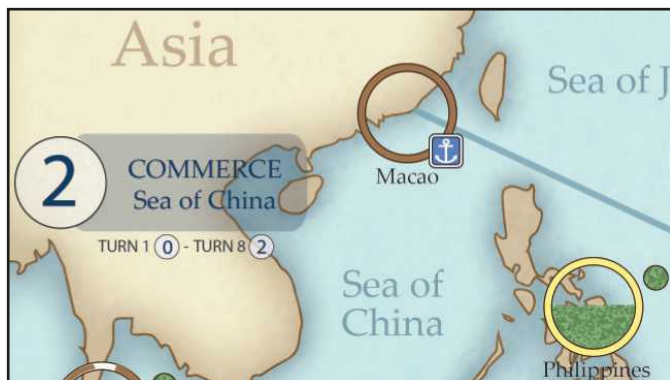 Asia
Sea of J
2
COMMERCE
Sea of China
TURN 1 0 - TURN 8 2
Macao
Sea of
China
Philippines